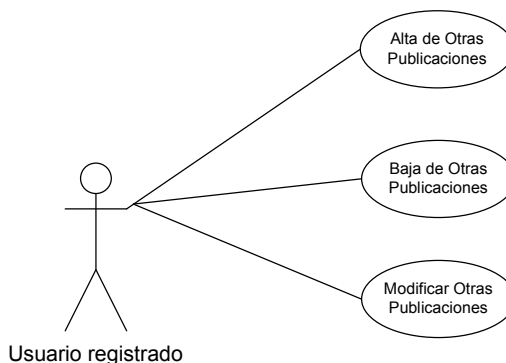 Alta de Otras
Publicaciones
Baja de Otras
Publicaciones
Modificar Otras
Publicaciones
Usuario registrado